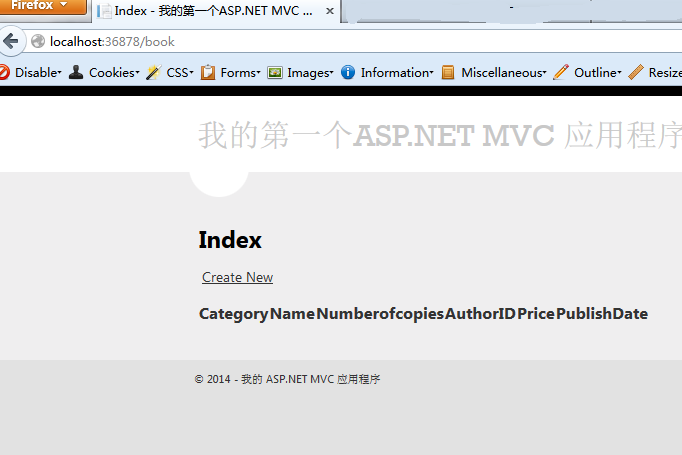 Firefox
Index - 我的第一个ASP.NET MVC ...
localhost:36878/book
Disable Cookies CSS Forms Images Information Miscellaneous Outline Resize
我的第一个ASP.NET MVC 应用程序
Index
Create New
Category Name Numberofcopies AuthorID Price PublishDate
© 2014 - 我的 ASP.NET MVC 应用程序